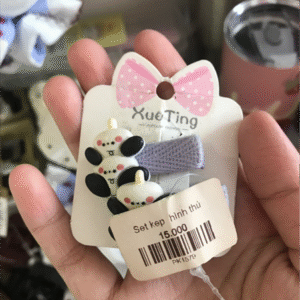 XueTing
Set kẹp hình thú
15.000